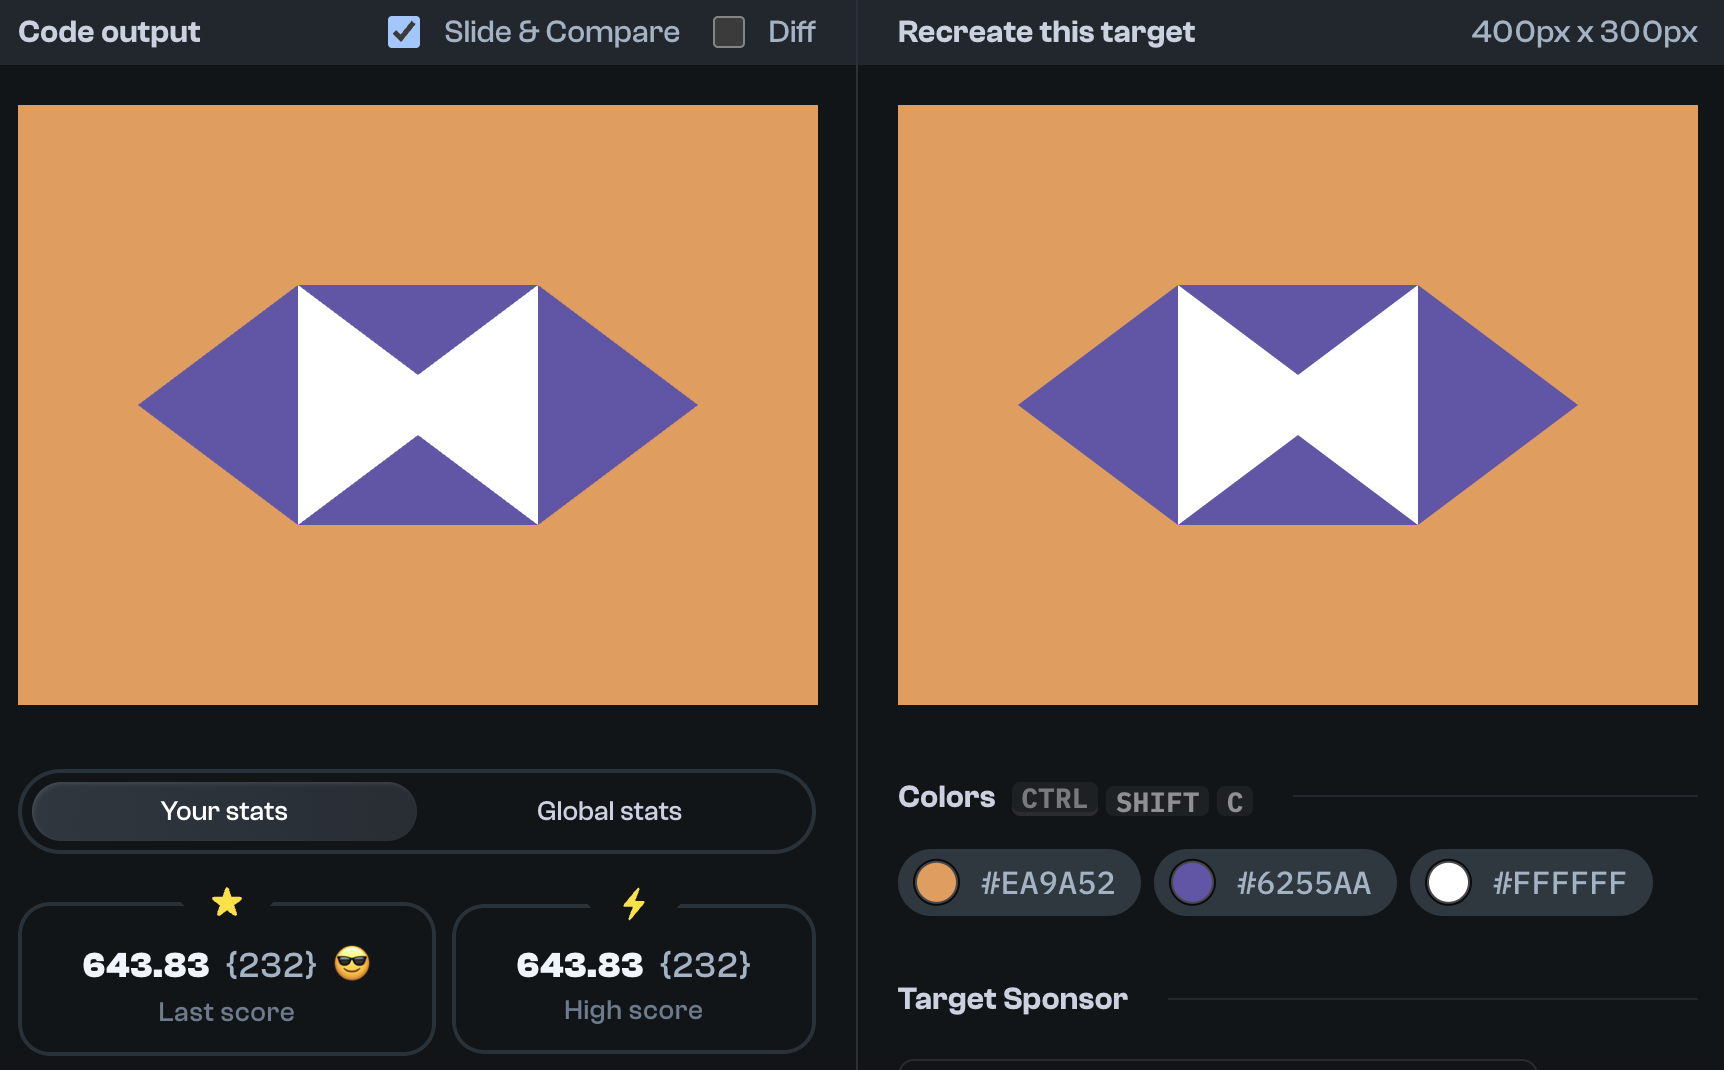 Code output
Slide & Compare
Diff
Recreate this target
400px x 300px
Your stats
Global stats
643.83 {232} 😎
Last score
643.83 {232}
High score
Colors CTRL SHIFT C
#EA9A52
#6255AA
#FFFFFF
Target Sponsor